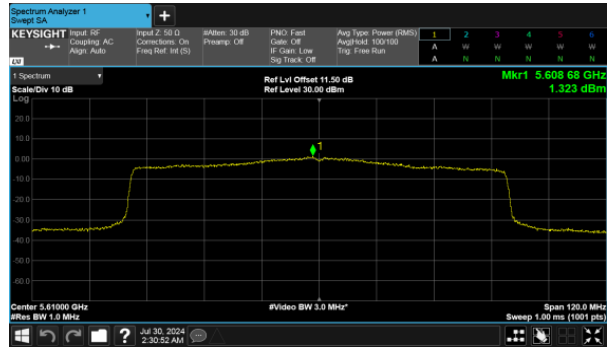 Spectrum Analyzer 1
Swept SA
+
KEYSIGHT Input: RF Input Z: 50 Ω #Atten: 30 dB PNO: Fast Avg Type: Power (RMS) 1 2 3 4 5 6
Coupling: AC Corrections: On Preamp: Off Gate: Off Avg|Hold: 100/100 A W W W W W
Align: Auto Freq Ref: Int (S) IF Gain: Low Trig: Free Run
Sig Track: Off A N N N N N
LXI
1 Spectrum Ref Lvl Offset 11.50 dB Mkr1 5.608 68 GHz
Scale/Div 10 dB Ref Level 30.00 dBm 1.323 dBm
Log
20.0
10.0
0.00
1
-10.0
-20.0
-30.0
-40.0
-50.0
-60.0
Center 5.61000 GHz #Video BW 3.0 MHz* Span 120.0 MHz
#Res BW 1.0 MHz Sweep 1.00 ms (1001 pts)
? Jul 30, 2024
2:30:52 AM